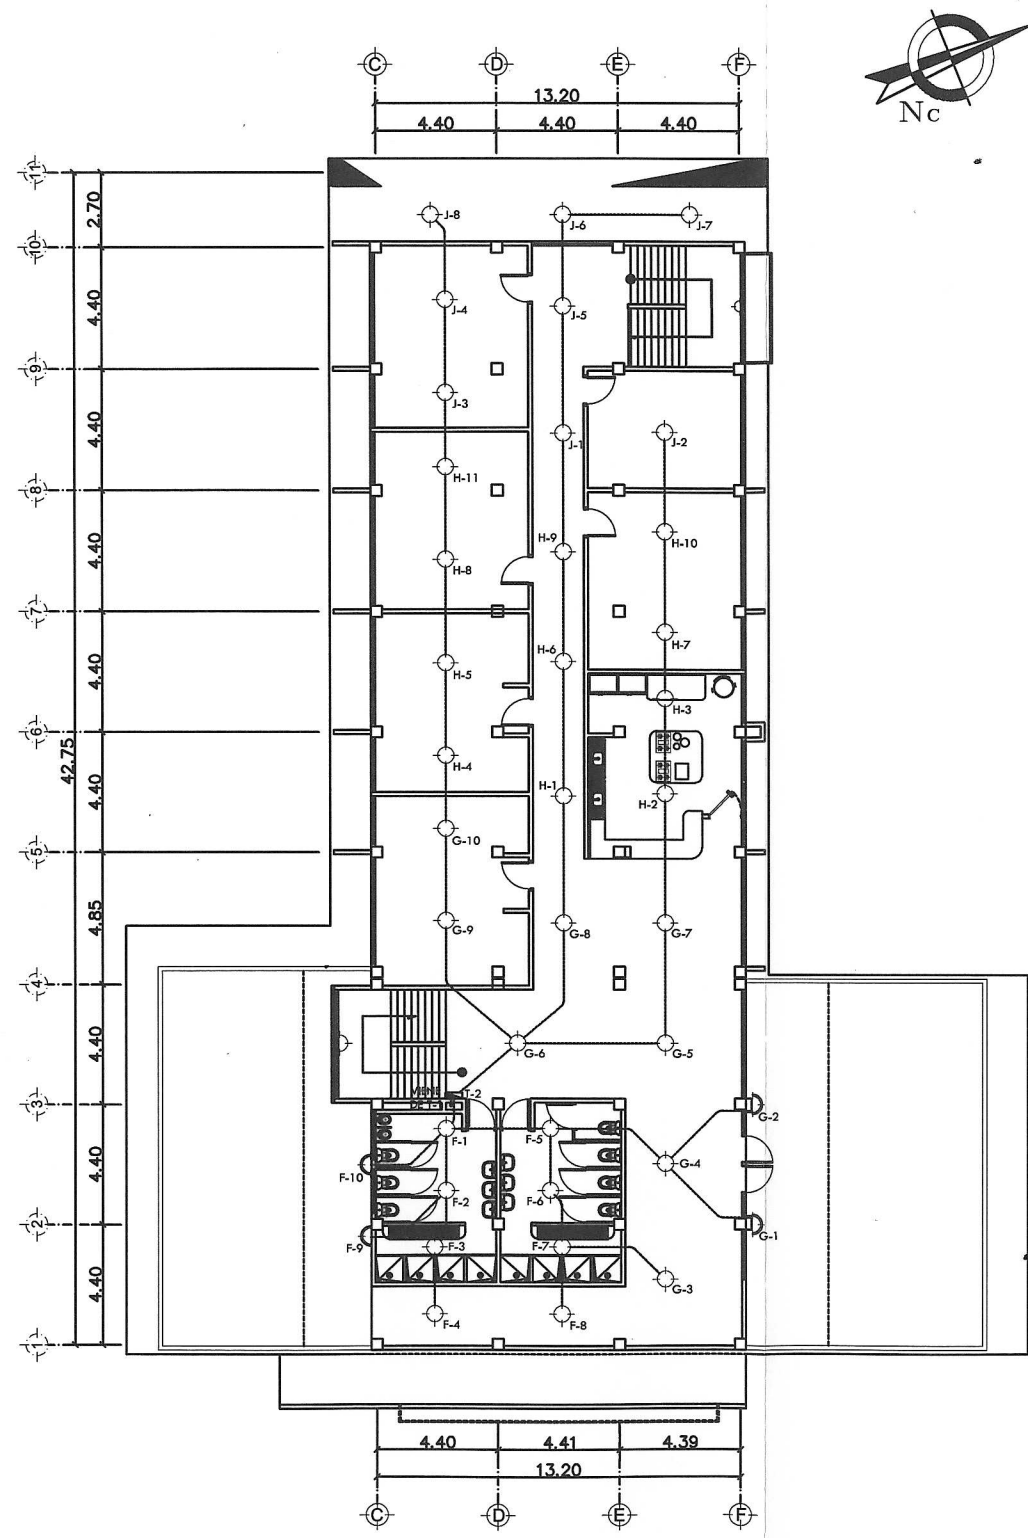 C D E F
13.20
4.40 4.40 4.40
Nc
11
2.70
J-8 J-6 J-7
10
4.40
J-4 J-5
9
J-3
4.40
J-1 J-2
H-11
8
H-9 H-10
4.40
H-8
7
H-6 H-7
H-5
4.40
H-3
6
42.75
H-4
4.40
H-1 H-2
G-10
5
4.85
G-9 G-8 G-7
4
4.40
G-6 G-5
VIENE T-2
DE T-1
3
G-2
F-1 F-5
4.40
G-4
F-10
F-2 F-6
2
G-1
F-9 F-3 F-7
4.40
G-3
F-4 F-8
1
4.40 4.41 4.39
13.20
C D E F